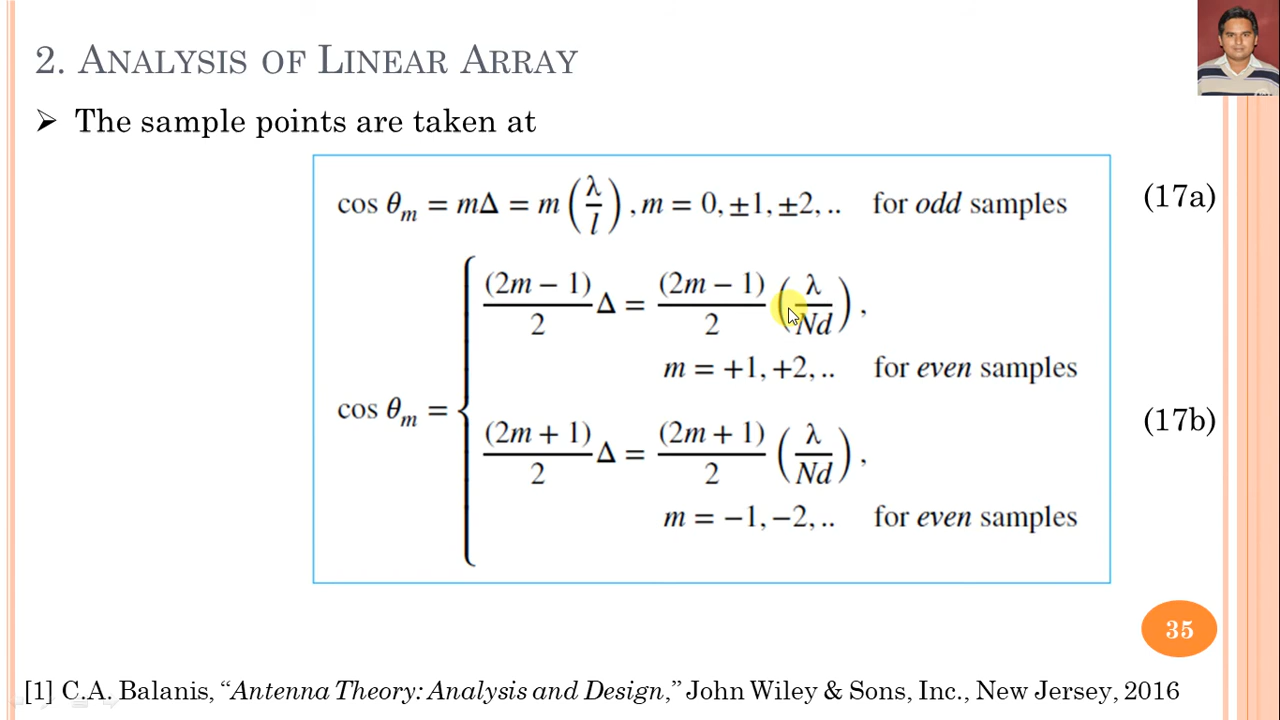 2. ANALYSIS OF LINEAR ARRAY
➢ The sample points are taken at
cos θₘ = mΔ = m (λ/l), m = 0, ±1, ±2, .. for odd samples (17a)
(2m − 1)/2 Δ = (2m − 1)/2 (λ/Nd),
m = +1, +2, .. for even samples
cos θₘ = { (17b)
(2m + 1)/2 Δ = (2m + 1)/2 (λ/Nd),
m = −1, −2, .. for even samples
35
[1] C.A. Balanis, “Antenna Theory: Analysis and Design,” John Wiley & Sons, Inc., New Jersey, 2016